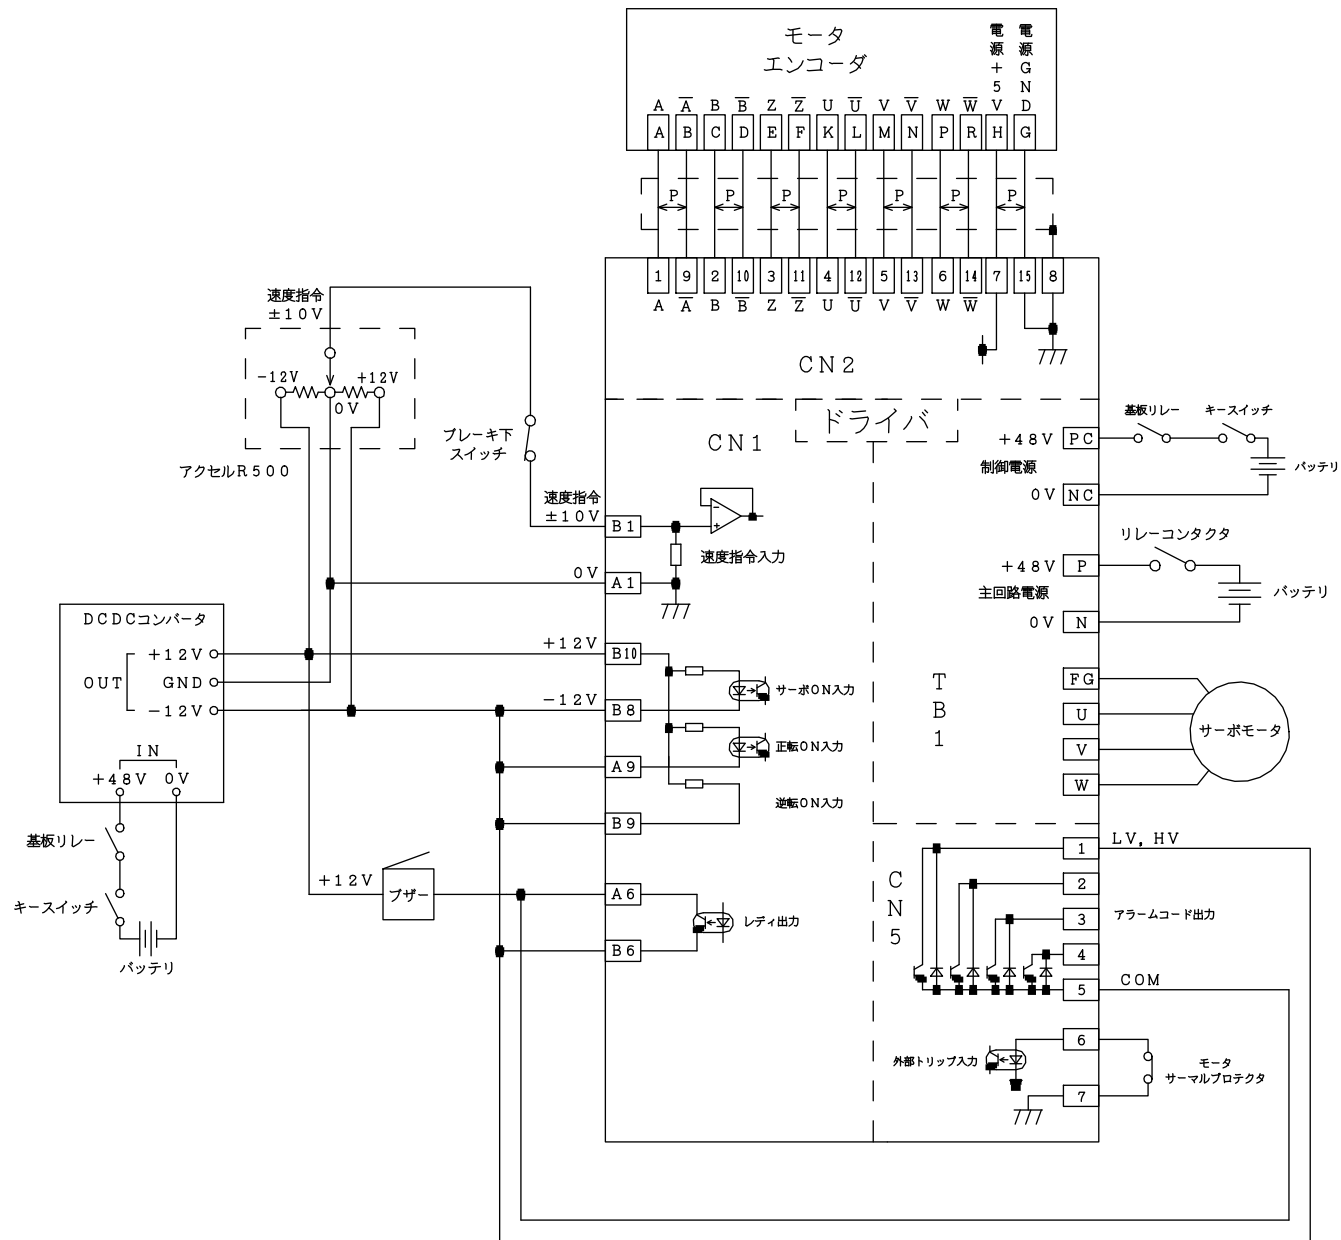 モータ
エンコーダ
電源+5V
電源GND
A A̅ B B̅ Z Z̅ U U̅ V V̅ W W̅
A B C D E F K L M N P R H G
P P P P P P P
1 9 2 10 3 11 4 12 5 13 6 14 7 15 8
A A̅ B B̅ Z Z̅ U U̅ V V̅ W W̅
CN2
速度指令
±10V
-12V
+12V
0V
アクセルR500
ブレーキ下
スイッチ
ドライバ
CN1
速度指令
±10V
B1
-
+
速度指令入力
0V
A1
+12V
B10
サーボON入力
-12V
B8
正転ON入力
A9
逆転ON入力
B9
+12V
ブザー
A6
レディ出力
B6
DCDCコンバータ
OUT
+12V
GND
-12V
IN
+48V 0V
基板リレー
キースイッチ
バッテリ
TB1
+48V PC
制御電源
0V NC
基板リレー キースイッチ
バッテリ
リレーコンタクタ
+48V P
主回路電源
0V N
バッテリ
FG
U
V
W
サーボモータ
CN5
1
LV, HV
2
3
アラームコード出力
4
5
COM
6
外部トリップ入力
7
モータ
サーマルプロテクタ